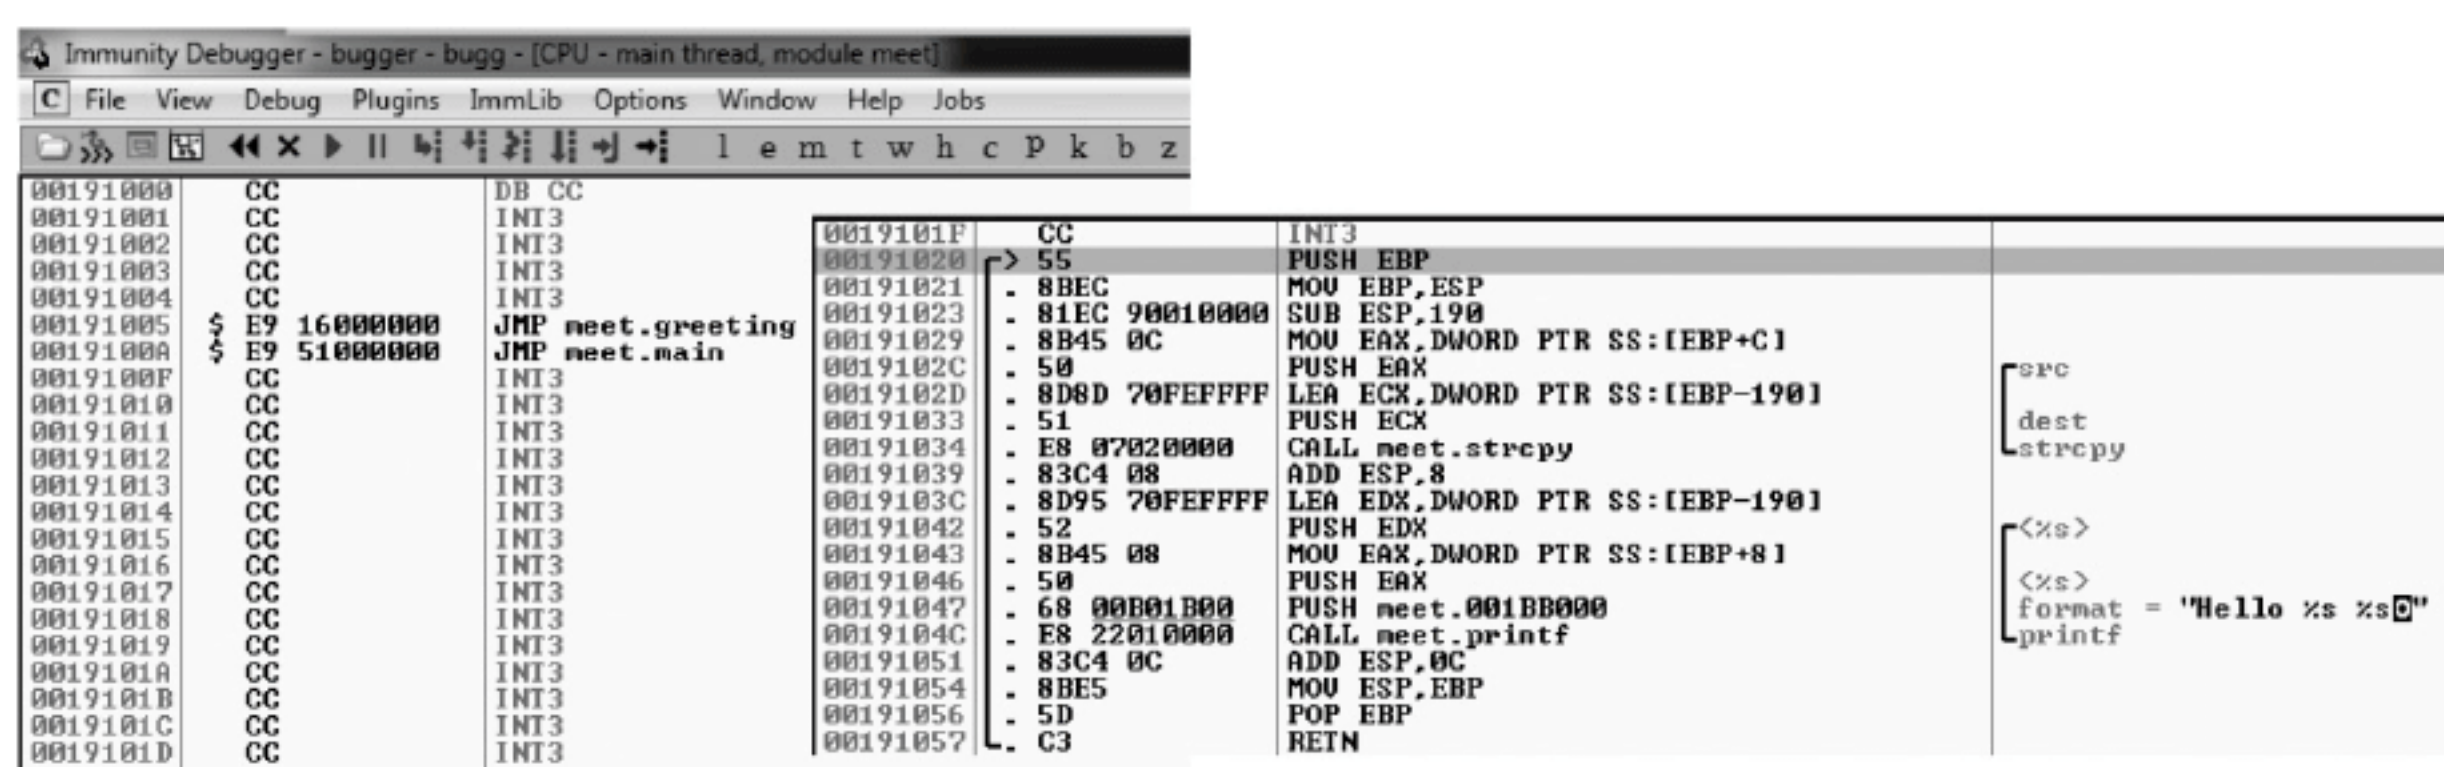 Immunity Debugger - bugger - bugg - [CPU - main thread, module meet]
C File View Debug Plugins ImmLib Options Window Help Jobs
l e m t w h c P k b z
00191000 CC DB CC
00191001 CC INT3
00191002 CC INT3
00191003 CC INT3
00191004 CC INT3
00191005 $ E9 16000000 JMP meet.greeting
0019100A $ E9 51000000 JMP meet.main
0019100F CC INT3
00191010 CC INT3
00191011 CC INT3
00191012 CC INT3
00191013 CC INT3
00191014 CC INT3
00191015 CC INT3
00191016 CC INT3
00191017 CC INT3
00191018 CC INT3
00191019 CC INT3
0019101A CC INT3
0019101B CC INT3
0019101C CC INT3
0019101D CC INT3
0019101F CC INT3
00191020 > 55 PUSH EBP
00191021 . 8BEC MOV EBP,ESP
00191023 . 81EC 90010000 SUB ESP,190
00191029 . 8B45 0C MOV EAX,DWORD PTR SS:[EBP+C]
0019102C . 50 PUSH EAX src
0019102D . 8D8D 70FEFFFF LEA ECX,DWORD PTR SS:[EBP-190]
00191033 . 51 PUSH ECX dest
00191034 . E8 07020000 CALL meet.strcpy strcpy
00191039 . 83C4 08 ADD ESP,8
0019103C . 8D95 70FEFFFF LEA EDX,DWORD PTR SS:[EBP-190]
00191042 . 52 PUSH EDX <%s>
00191043 . 8B45 08 MOV EAX,DWORD PTR SS:[EBP+8]
00191046 . 50 PUSH EAX <%s>
00191047 . 68 00B01B00 PUSH meet.001BB000 format = "Hello %s %s◙"
0019104C . E8 22010000 CALL meet.printf printf
00191051 . 83C4 0C ADD ESP,0C
00191054 . 8BE5 MOV ESP,EBP
00191056 . 5D POP EBP
00191057 . C3 RETN